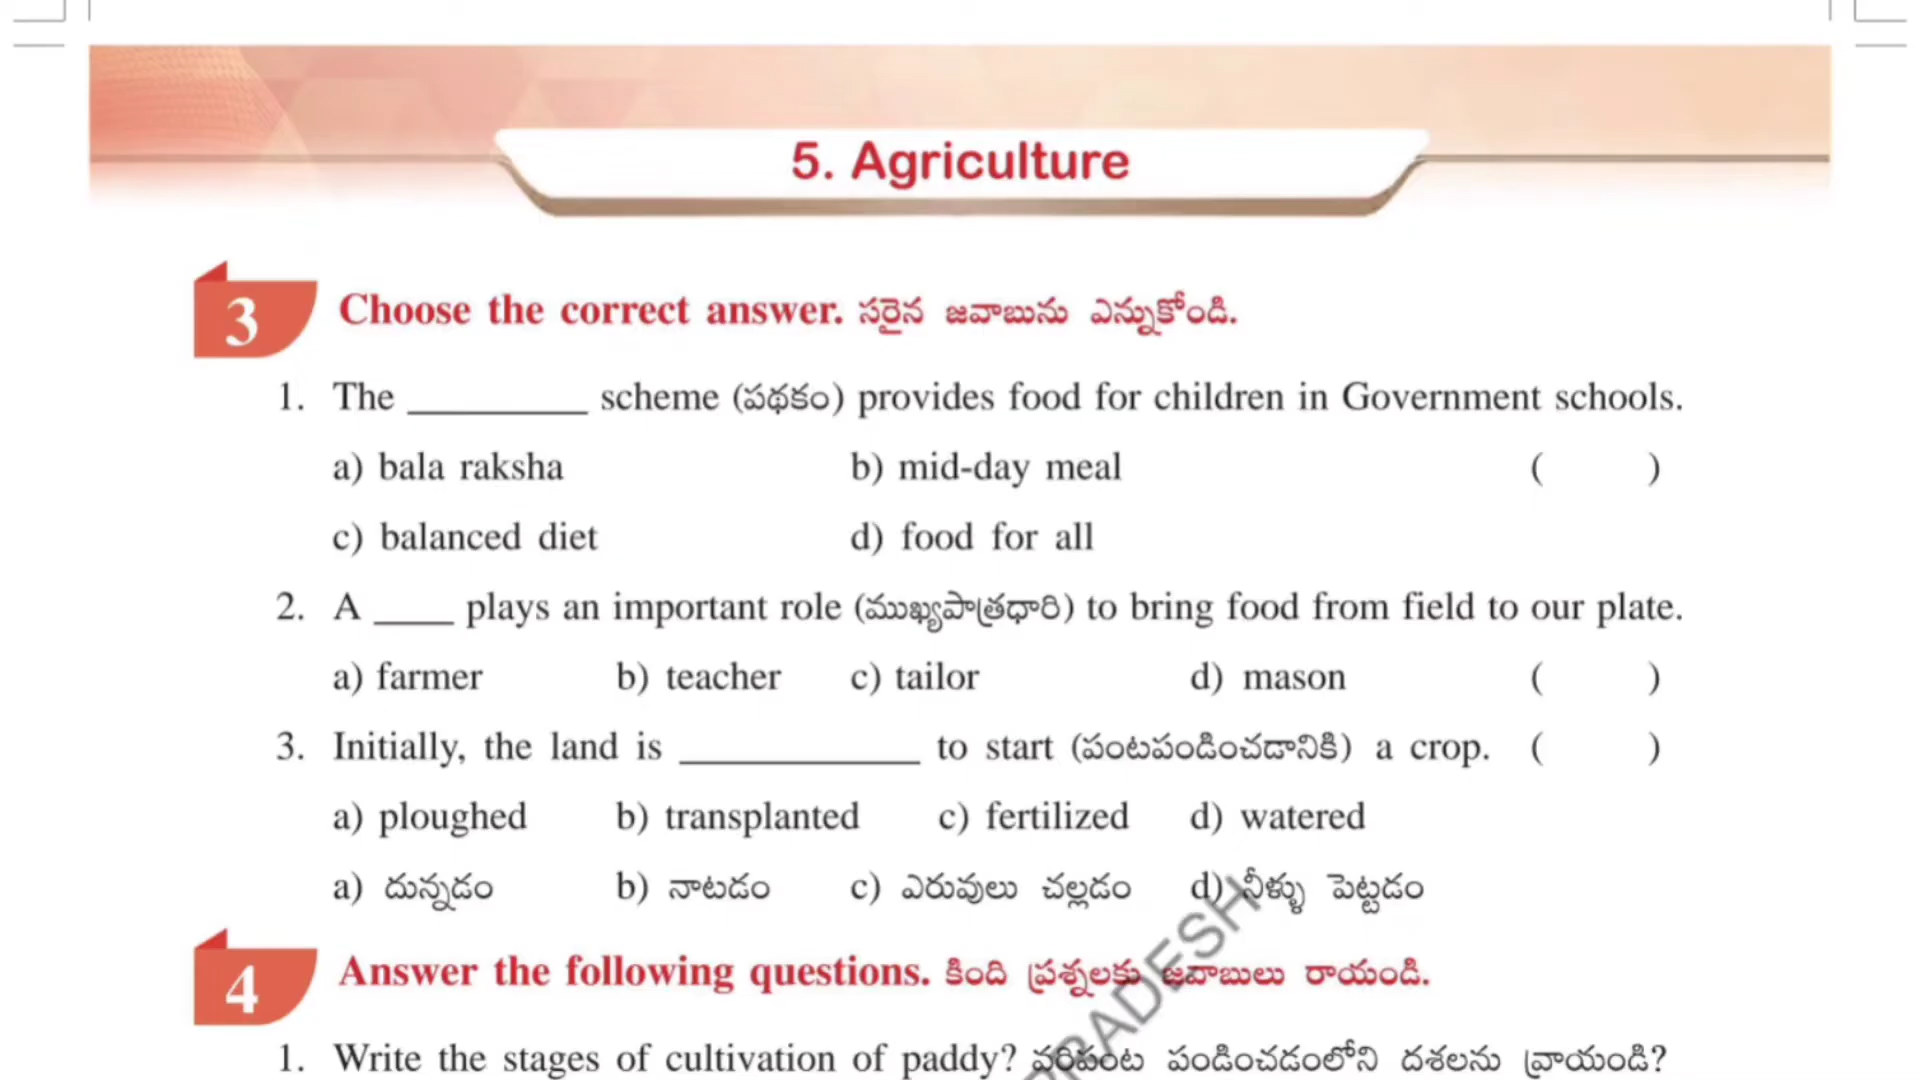 5. Agriculture
3 Choose the correct answer. సరైన జవాబును ఎన్నుకోండి.
1. The ________ scheme (పథకం) provides food for children in Government schools.
a) bala raksha b) mid-day meal ( )
c) balanced diet d) food for all
2. A ____ plays an important role (ముఖ్యపాత్రధారి) to bring food from field to our plate.
a) farmer b) teacher c) tailor d) mason ( )
3. Initially, the land is ___________ to start (పంటపండించడానికి) a crop. ( )
a) ploughed b) transplanted c) fertilized d) watered
a) దున్నడం b) నాటడం c) ఎరువులు చల్లడం d) నీళ్ళు పెట్టడం
4 Answer the following questions. కింది ప్రశ్నలకు జవాబులు రాయండి.
1. Write the stages of cultivation of paddy? వరిపంట పండించడంలోని దశలను వ్రాయండి?
PRADESH